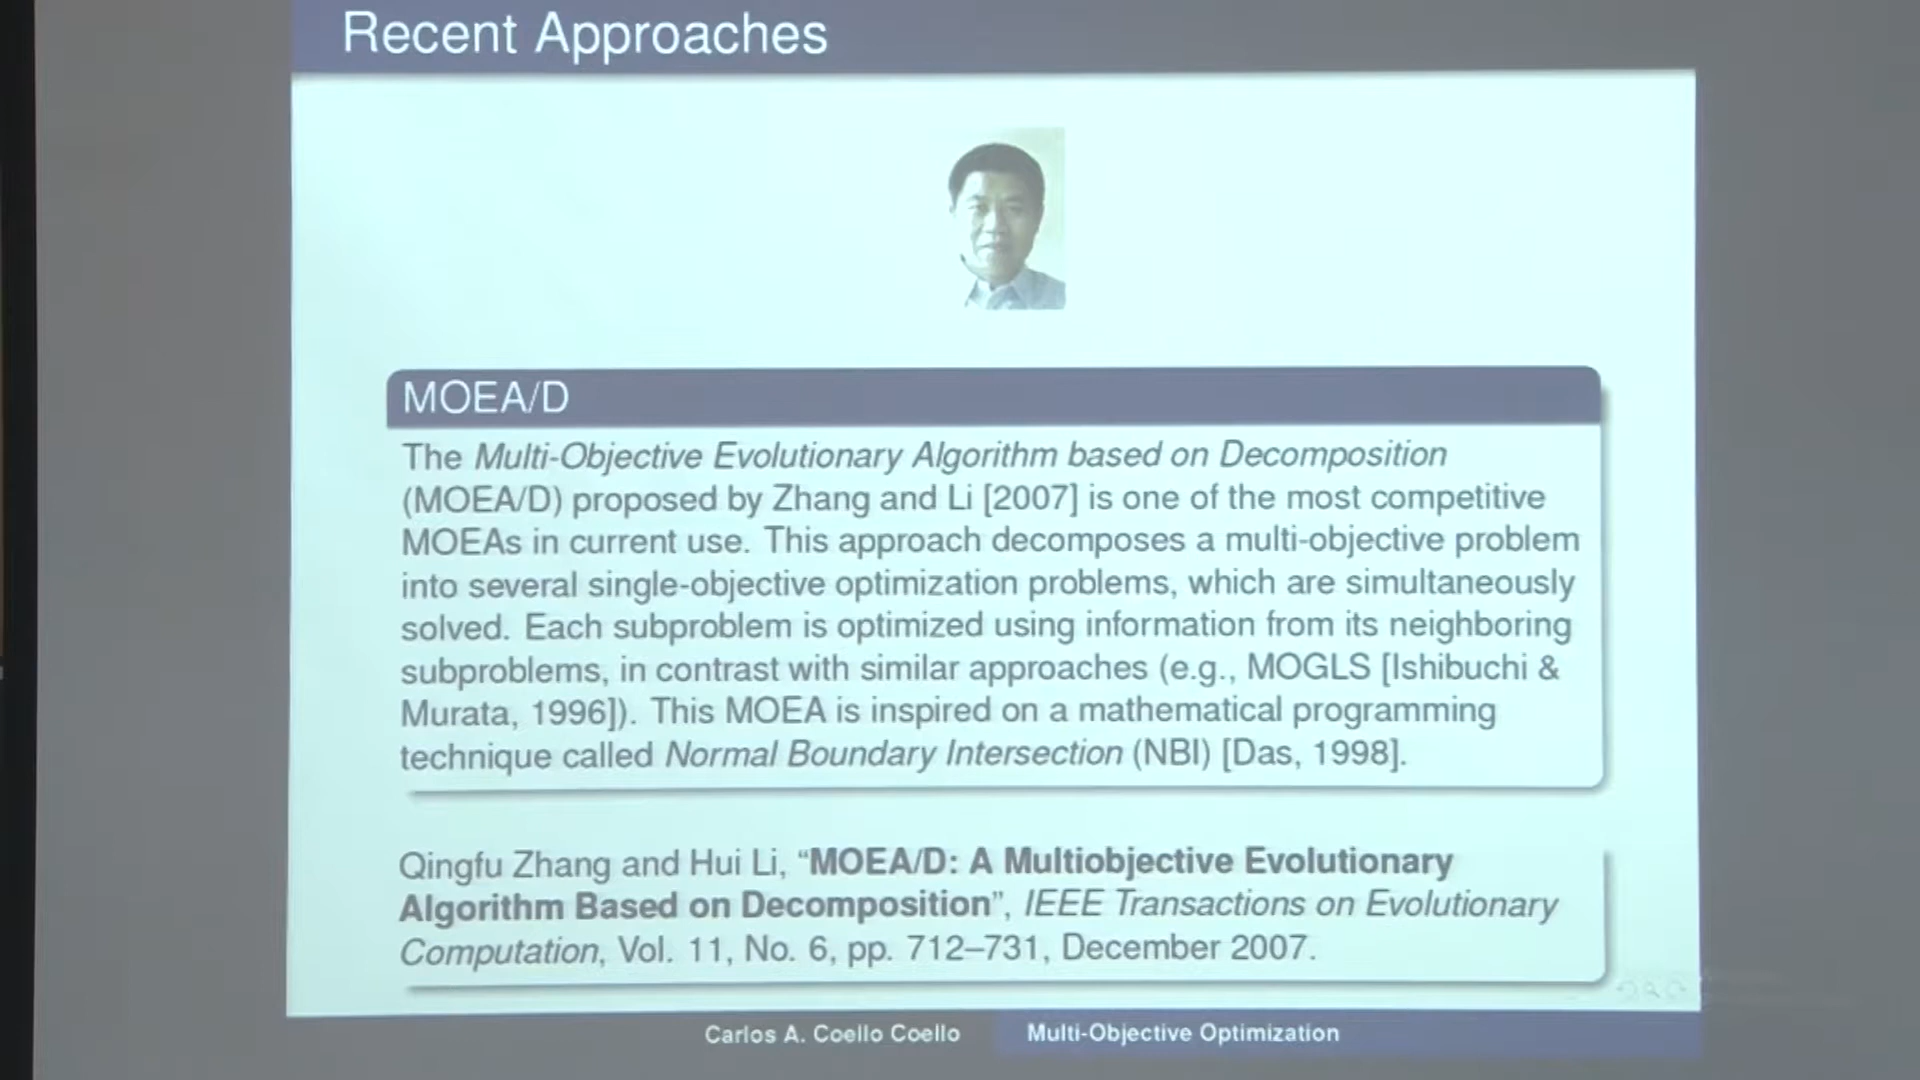 Recent Approaches
MOEA/D
The Multi-Objective Evolutionary Algorithm based on Decomposition
(MOEA/D) proposed by Zhang and Li [2007] is one of the most competitive
MOEAs in current use. This approach decomposes a multi-objective problem
into several single-objective optimization problems, which are simultaneously
solved. Each subproblem is optimized using information from its neighboring
subproblems, in contrast with similar approaches (e.g., MOGLS [Ishibuchi &
Murata, 1996]). This MOEA is inspired on a mathematical programming
technique called Normal Boundary Intersection (NBI) [Das, 1998].
Qingfu Zhang and Hui Li, “MOEA/D: A Multiobjective Evolutionary
Algorithm Based on Decomposition”, IEEE Transactions on Evolutionary
Computation, Vol. 11, No. 6, pp. 712–731, December 2007.
Carlos A. Coello Coello Multi-Objective Optimization